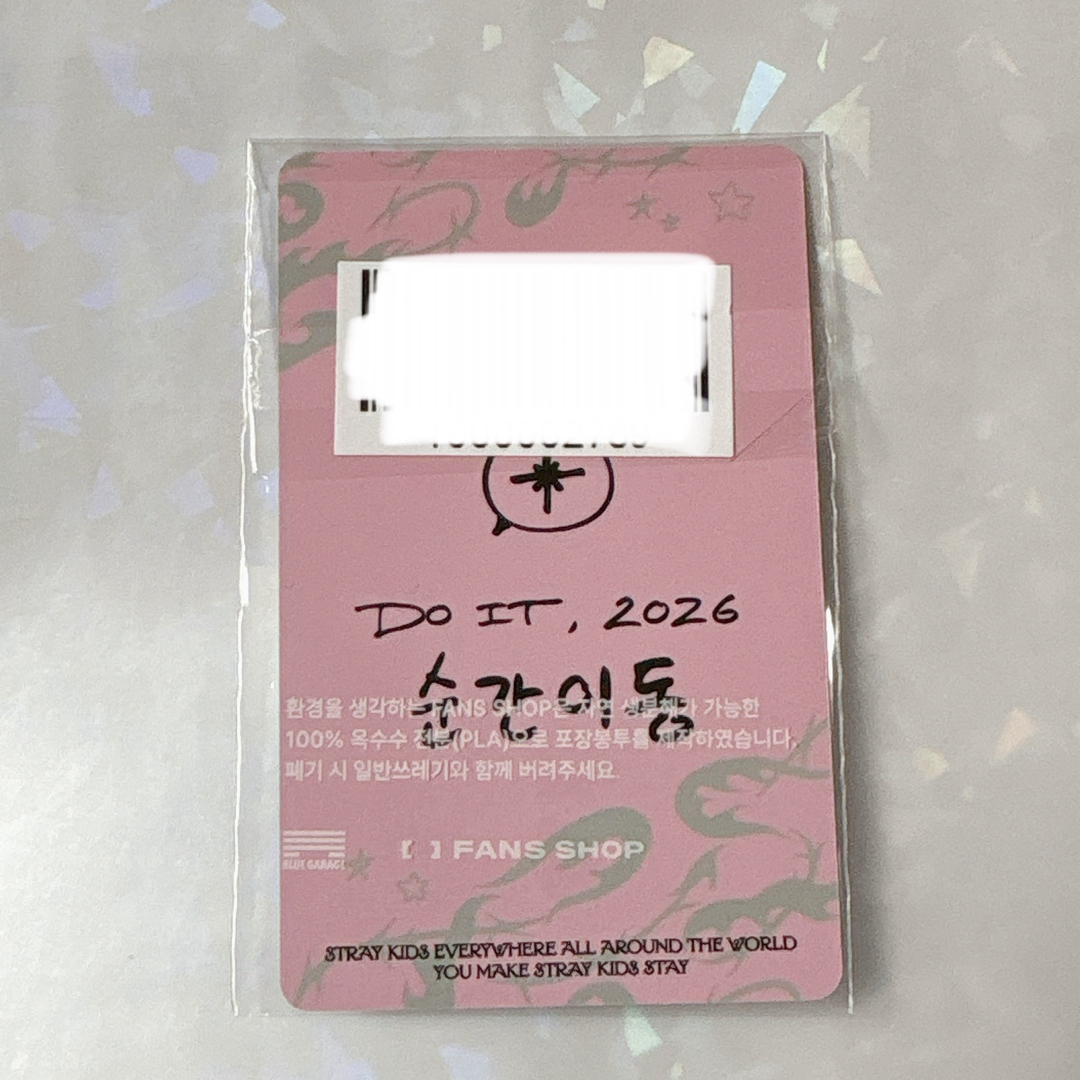 DO IT, 2026
순간이동
환경을 생각하는 FANS SHOP은 자연 생분해가 가능한
100% 옥수수 전분(PLA)으로 포장봉투를 제작하였습니다.
폐기 시 일반쓰레기와 함께 버려주세요.
BLUE GARAGE
[ ] FANS SHOP
STRAY KIDS EVERYWHERE ALL AROUND THE WORLD
YOU MAKE STRAY KIDS STAY